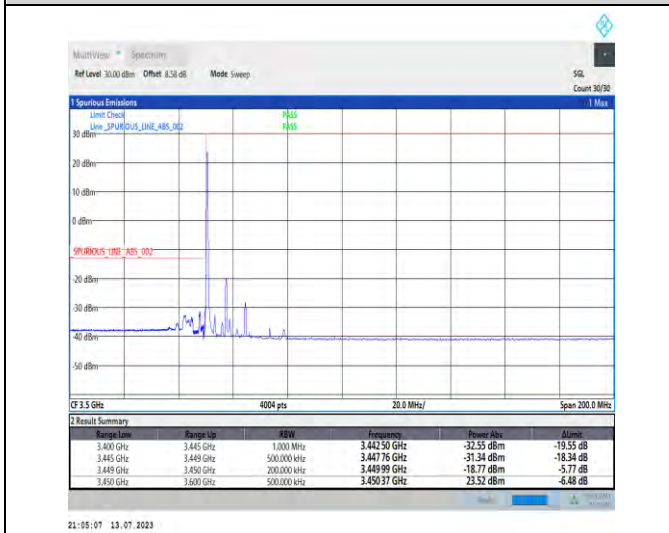 MultiView Spectrum
Ref Level 30.00 dBm Offset 8.58 dB Mode Sweep SGL
Count 30/30
1 Spurious Emissions 1 Max
Limit Check PASS
Line _SPURIOUS_LINE_ABS_002 PASS
30 dBm
20 dBm
10 dBm
0 dBm
SPURIOUS_LINE_ABS_002
-20 dBm
-30 dBm
-40 dBm
-50 dBm
CF 3.5 GHz 4004 pts 20.0 MHz/ Span 200.0 MHz
2 Result Summary
Range Low Range Up RBW Frequency Power Abs ΔLimit
3.400 GHz 3.445 GHz 1.000 MHz 3.442 50 GHz -32.55 dBm -19.55 dB
3.445 GHz 3.449 GHz 500.000 kHz 3.447 76 GHz -31.34 dBm -18.34 dB
3.449 GHz 3.450 GHz 200.000 kHz 3.449 99 GHz -18.77 dBm -5.77 dB
3.450 GHz 3.600 GHz 500.000 kHz 3.450 37 GHz 23.52 dBm -6.48 dB
Ready
21:05:07 13.07.2023